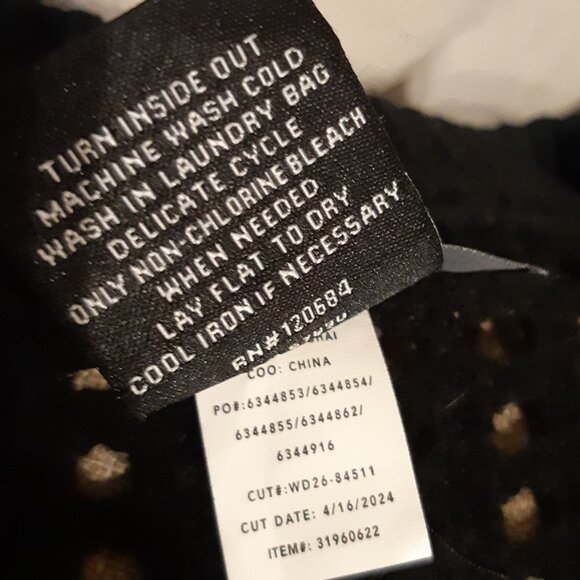 TURN INSIDE OUT
MACHINE WASH COLD
WASH IN LAUNDRY BAG
DELICATE CYCLE
ONLY NON-CHLORINE BLEACH
WHEN NEEDED
LAY FLAT TO DRY
COOL IRON IF NECESSARY
RN#120684
COO: CHINA
PO#:6344853/6344854/
6344855/6344862/
6344916
CUT#:WD26-84511
CUT DATE: 4/16/2024
ITEM#: 31960622